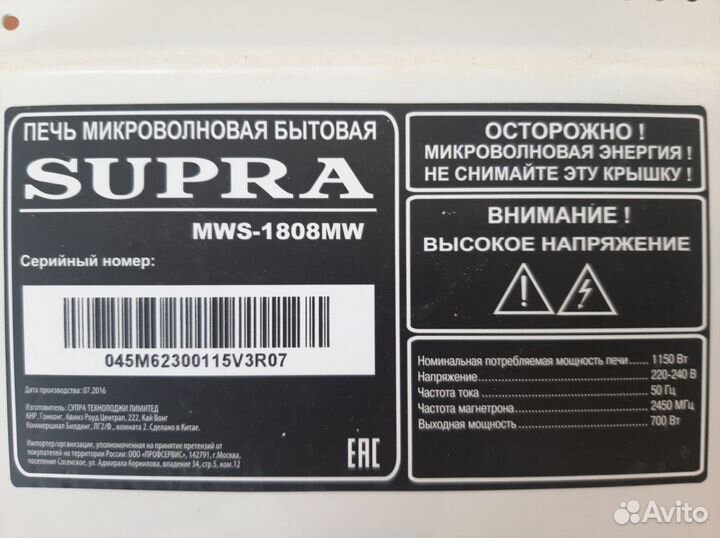 ПЕЧЬ МИКРОВОЛНОВАЯ БЫТОВАЯ
SUPRA
MWS-1808MW
Серийный номер:
045M62300115V3R07
Дата производства: 07.2016
Изготовитель: СУПРА ТЕХНОЛОДЖИ ЛИМИТЕД
КНР, Гонконг, Квинз Роуд Централ, 222, Кай Вонг
Коммершиал Билдинг, ЛГ2/Ф., комната 2. Сделано в Китае.
Импортер/организация, уполномоченная на принятие претензий от
покупателей на территории России: ООО «ПРОФСЕРВИС», 142791, г.Москва,
поселение Сосенское, ул. Адмирала Корнилова, владение 34, стр.5, ком.12
EAC
ОСТОРОЖНО !
МИКРОВОЛНОВАЯ ЭНЕРГИЯ !
НЕ СНИМАЙТЕ ЭТУ КРЫШКУ !
ВНИМАНИЕ !
ВЫСОКОЕ НАПРЯЖЕНИЕ
Номинальная потребляемая мощность печи ...1150 Вт
Напряжение ...220-240 В
Частота тока ...50 Гц
Частота магнетрона ...2450 МГц
Выходная мощность ...700 Вт
Avito